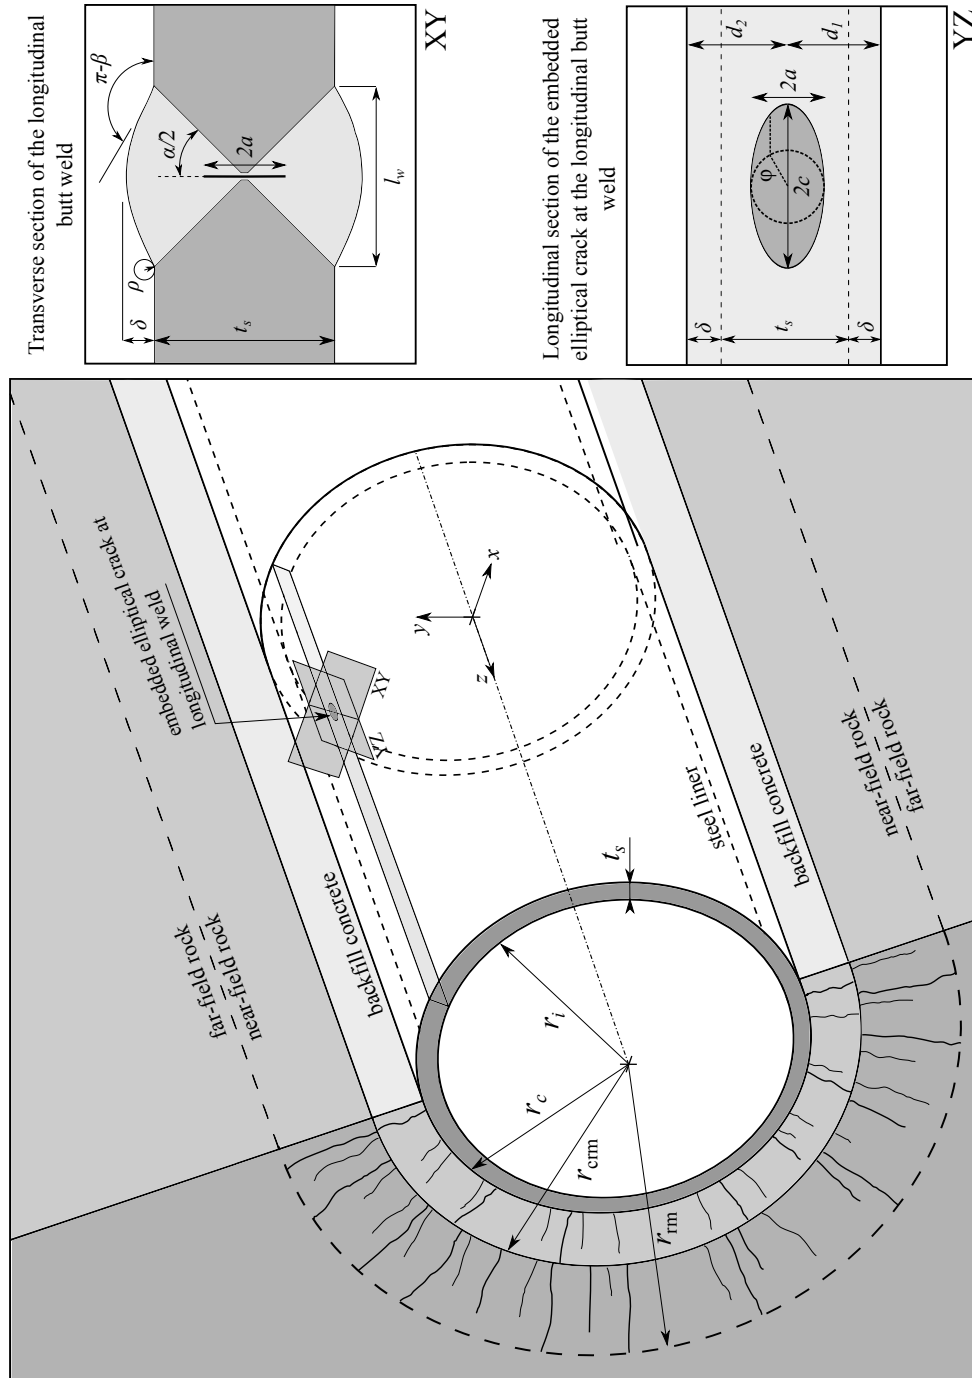 Transverse section of the longitudinal
butt weld
π-β
α/2
2a
l_w
ρ
δ
t_s
XY
Longitudinal section of the embedded
elliptical crack at the longitudinal butt
weld
d_2
d_1
2a
φ
2c
δ
t_s
δ
YZ
embedded elliptical crack at
longitudinal weld
XY
YZ
y
x
z
far-field rock
near-field rock
backfill concrete
steel liner
backfill concrete
near-field rock
far-field rock
t_s
r_i
r_c
r_crm
r_rm